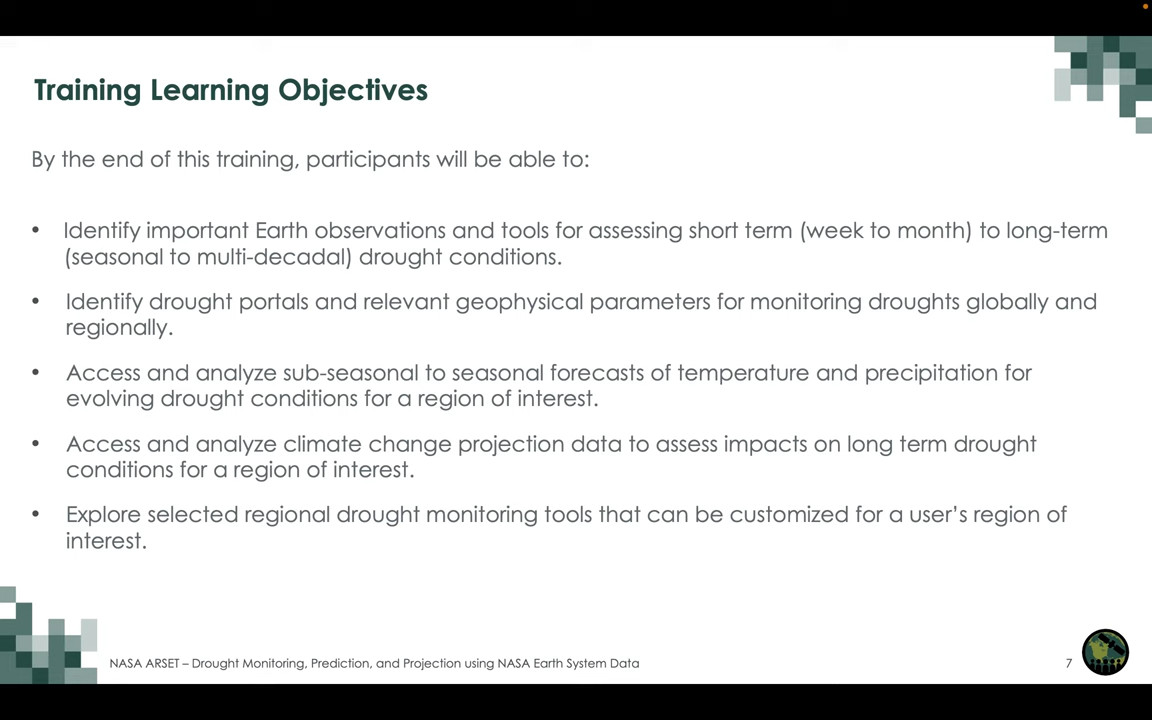 Training Learning Objectives
By the end of this training, participants will be able to:
• Identify important Earth observations and tools for assessing short term (week to month) to long-term
(seasonal to multi-decadal) drought conditions.
• Identify drought portals and relevant geophysical parameters for monitoring droughts globally and
regionally.
• Access and analyze sub-seasonal to seasonal forecasts of temperature and precipitation for
evolving drought conditions for a region of interest.
• Access and analyze climate change projection data to assess impacts on long term drought
conditions for a region of interest.
• Explore selected regional drought monitoring tools that can be customized for a user’s region of
interest.
NASA ARSET – Drought Monitoring, Prediction, and Projection using NASA Earth System Data
7